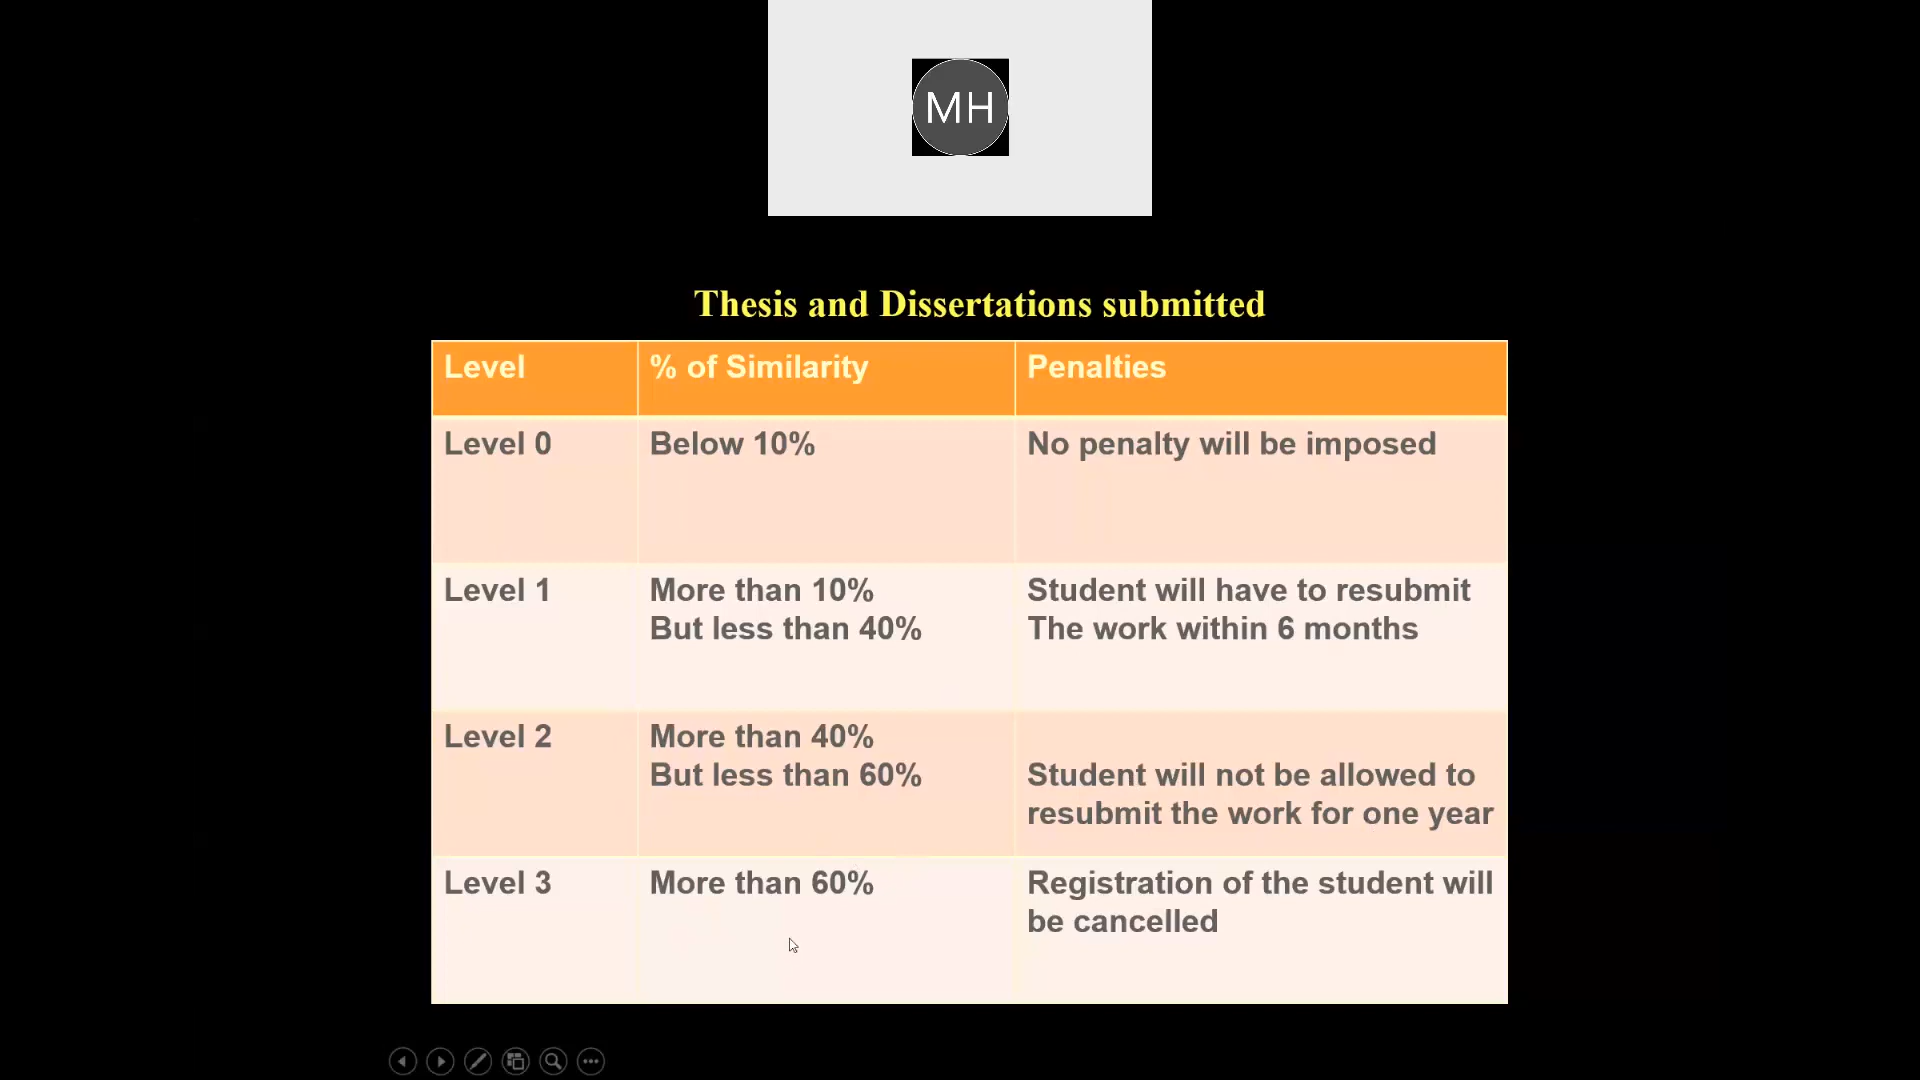 MH
Thesis and Dissertations submitted
Level
% of Similarity
Penalties
Level 0
Below 10%
No penalty will be imposed
Level 1
More than 10%
But less than 40%
Student will have to resubmit
The work within 6 months
Level 2
More than 40%
But less than 60%
Student will not be allowed to
resubmit the work for one year
Level 3
More than 60%
Registration of the student will
be cancelled